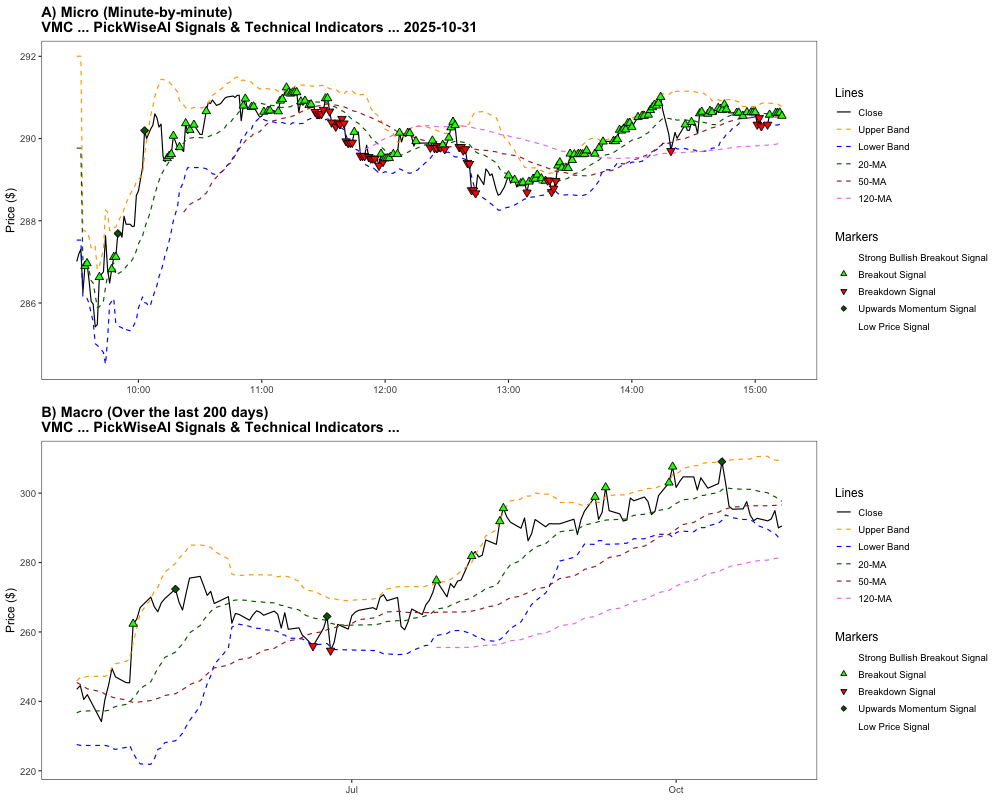 A) Micro (Minute-by-minute)
VMC ... PickWiseAI Signals & Technical Indicators ... 2025-10-31
Price ($)
292
290
288
286
10:00
11:00
12:00
13:00
14:00
15:00
Lines
Close
Upper Band
Lower Band
20-MA
50-MA
120-MA
Markers
Strong Bullish Breakout Signal
Breakout Signal
Breakdown Signal
Upwards Momentum Signal
Low Price Signal
B) Macro (Over the last 200 days)
VMC ... PickWiseAI Signals & Technical Indicators ...
Price ($)
300
280
260
240
220
Jul
Oct
Lines
Close
Upper Band
Lower Band
20-MA
50-MA
120-MA
Markers
Strong Bullish Breakout Signal
Breakout Signal
Breakdown Signal
Upwards Momentum Signal
Low Price Signal